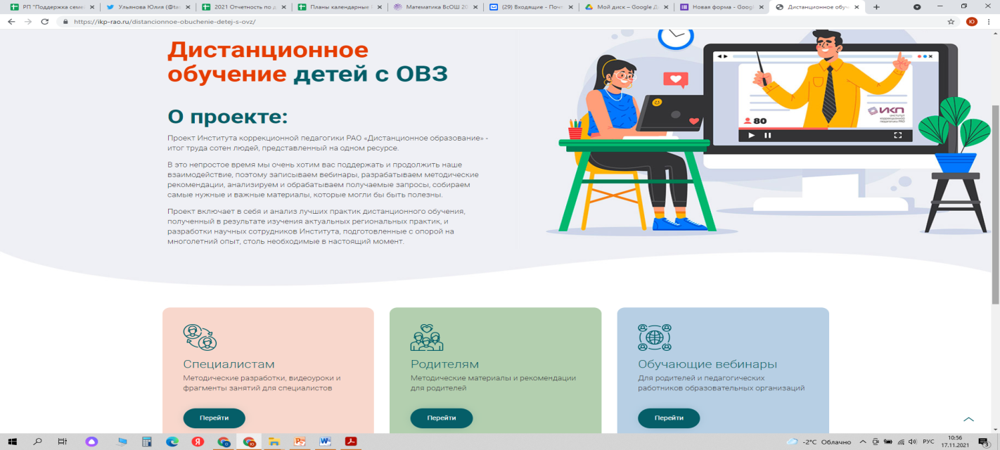 РП "Поддержка семе
Ульянова Юлия (@ta
2021 Отчетность по д
Планы календарные
Математика ВсОШ 20
(29) Входящие - Почт
Мой диск – Google Д
Новая форма - Googl
Дистанционное обуч
https://ikp-rao.ru/distancionnoe-obuchenie-detej-s-ovz/
Ю
Дистанционное
обучение детей с ОВЗ
О проекте:
Проект Института коррекционной педагогики РАО «Дистанционное образование» -
итог труда сотен людей, представленный на одном ресурсе.
В это непростое время мы очень хотим вас поддержать и продолжить наше
взаимодействие, поэтому записываем вебинары, разрабатываем методические
рекомендации, анализируем и обрабатываем получаемые запросы, собираем
самые нужные и важные материалы, которые могли бы быть полезны.
Проект включает в себя и анализ лучших практик дистанционного обучения,
полученный в результате изучения актуальных региональных практик, и
разработки научных сотрудников Института, подготовленные с опорой на
многолетний опыт, столь необходимые в настоящий момент.
ИКП
институт
коррекционной
педагогики РАО
80
Специалистам
Методические разработки, видеоуроки и
фрагменты занятий для специалистов
Перейти
Родителям
Методические материалы и рекомендации
для родителей
Перейти
Обучающие вебинары
Для родителей и педагогических
работников образовательных организаций
Перейти
-2°C Облачно
РУС
10:56
17.11.2021
3